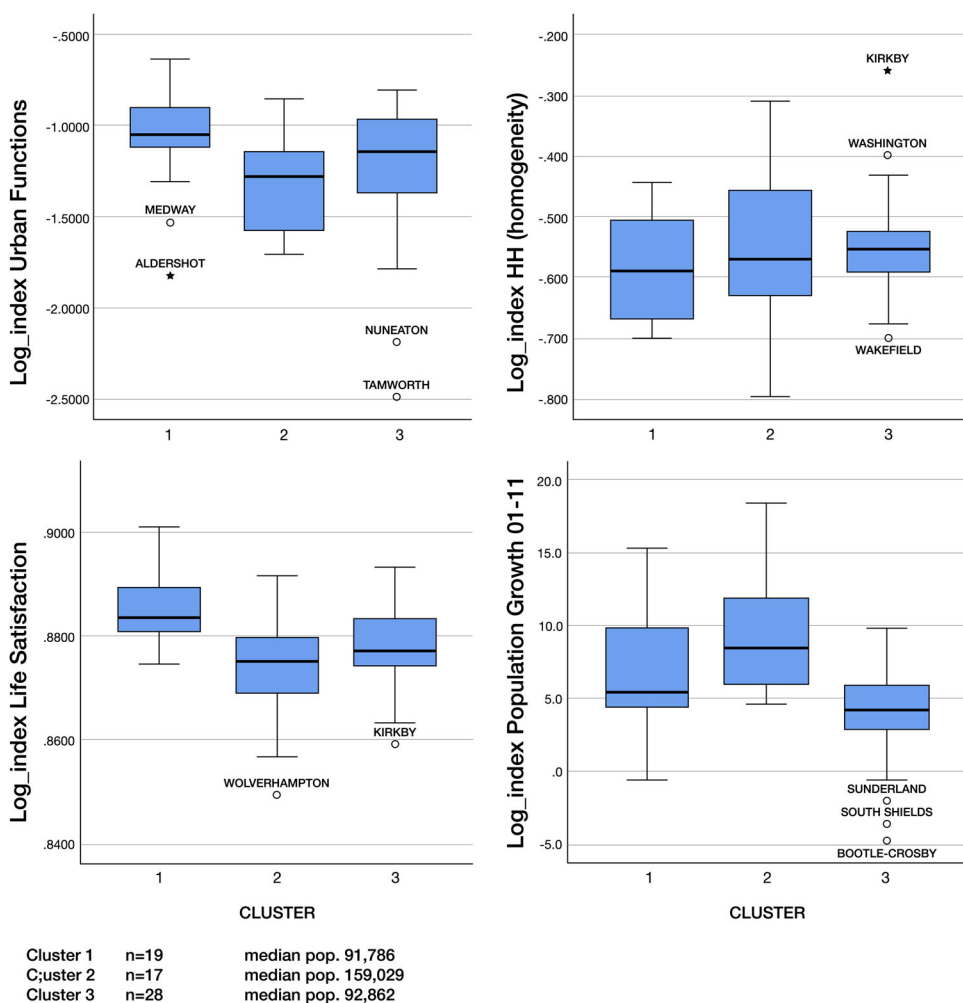 Log_index Urban Functions
-.5000
-1.0000
-1.5000
-2.0000
-2.5000
MEDWAY
ALDERSHOT
NUNEATON
TAMWORTH
1 2 3
Log_index HH (homogeneity)
-.200
-.300
-.400
-.500
-.600
-.700
-.800
KIRKBY
WASHINGTON
WAKEFIELD
1 2 3
Log_index Life Satisfaction
.9000
.8800
.8600
.8400
WOLVERHAMPTON
KIRKBY
1 2 3
CLUSTER
Log_index Population Growth 01-11
20.0
15.0
10.0
5.0
.0
-5.0
SUNDERLAND
SOUTH SHIELDS
BOOTLE-CROSBY
1 2 3
CLUSTER
Cluster 1 n=19 median pop. 91,786
C;uster 2 n=17 median pop. 159,029
Cluster 3 n=28 median pop. 92,862